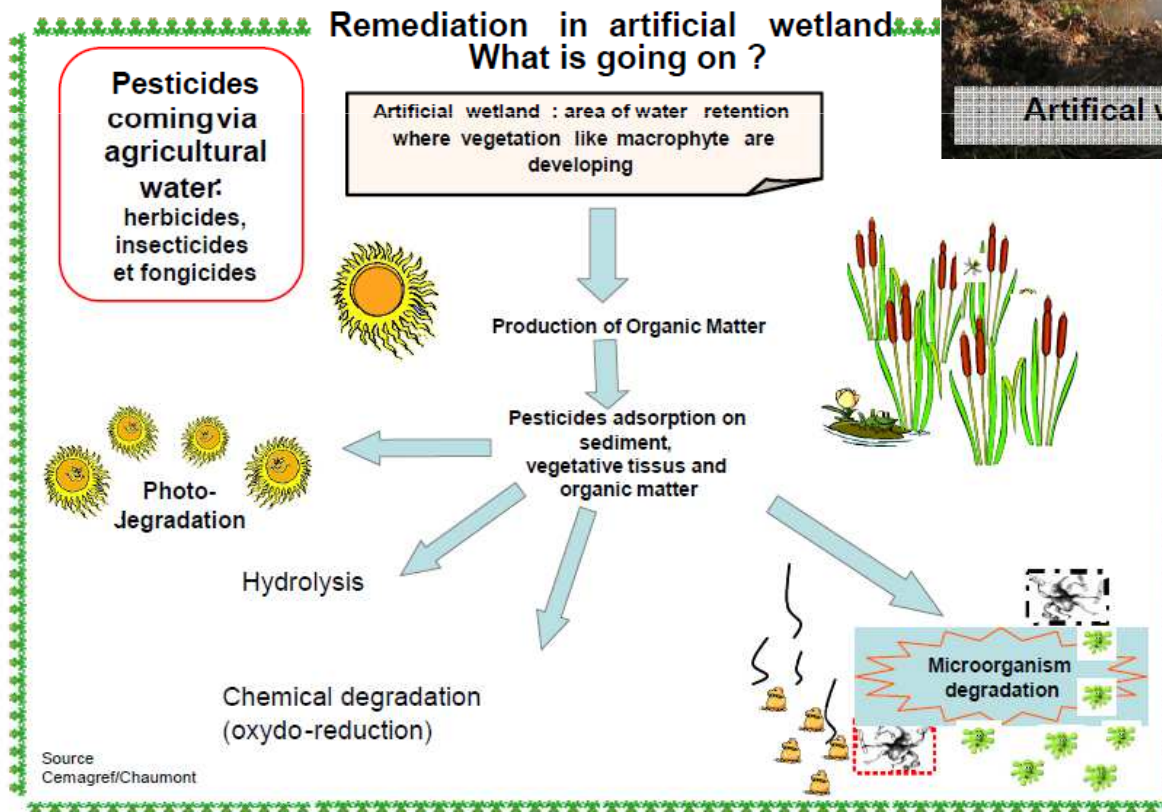 Remediation in artificial wetland
What is going on ?
Pesticides
coming via
agricultural
water:
herbicides,
insecticides
et fongicides
Artificial wetland : area of water retention
where vegetation like macrophyte are
developing
Artifical
Production of Organic Matter
Pesticides adsorption on
sediment,
vegetative tissus and
organic matter
Photo-
degradation
Hydrolysis
Chemical degradation
(oxydo-reduction)
Microorganism
degradation
Source
Cemagref/Chaumont